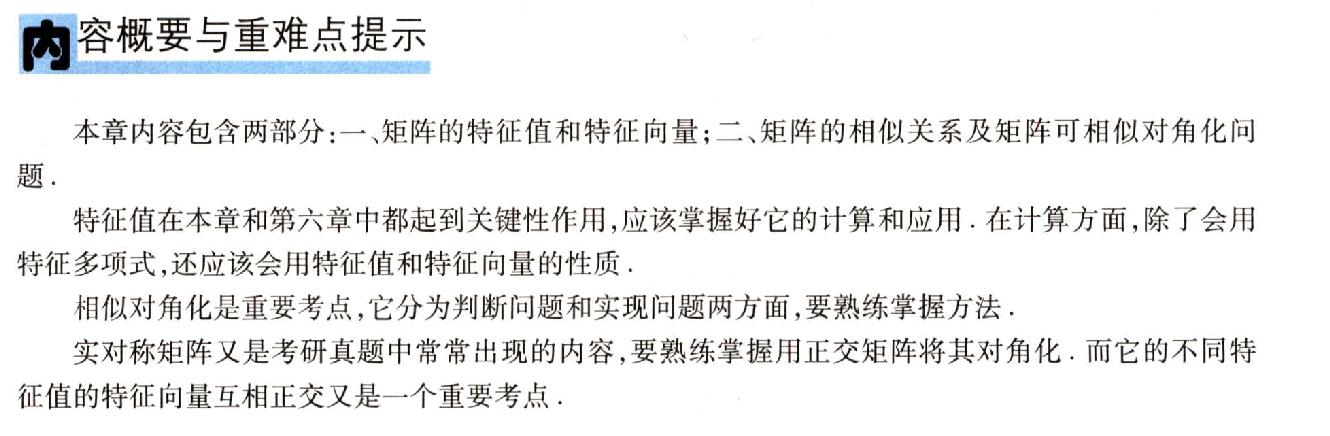 内容概要与重难点提示
本章内容包含两部分:一、矩阵的特征值和特征向量;二、矩阵的相似关系及矩阵可相似对角化问
题.
特征值在本章和第六章中都起到关键性作用,应该掌握好它的计算和应用.在计算方面,除了会用
特征多项式,还应该会用特征值和特征向量的性质.
相似对角化是重要考点,它分为判断问题和实现问题两方面,要熟练掌握方法.
实对称矩阵又是考研真题中常常出现的内容,要熟练掌握用正交矩阵将其对角化.而它的不同特
征值的特征向量互相正交又是一个重要考点.